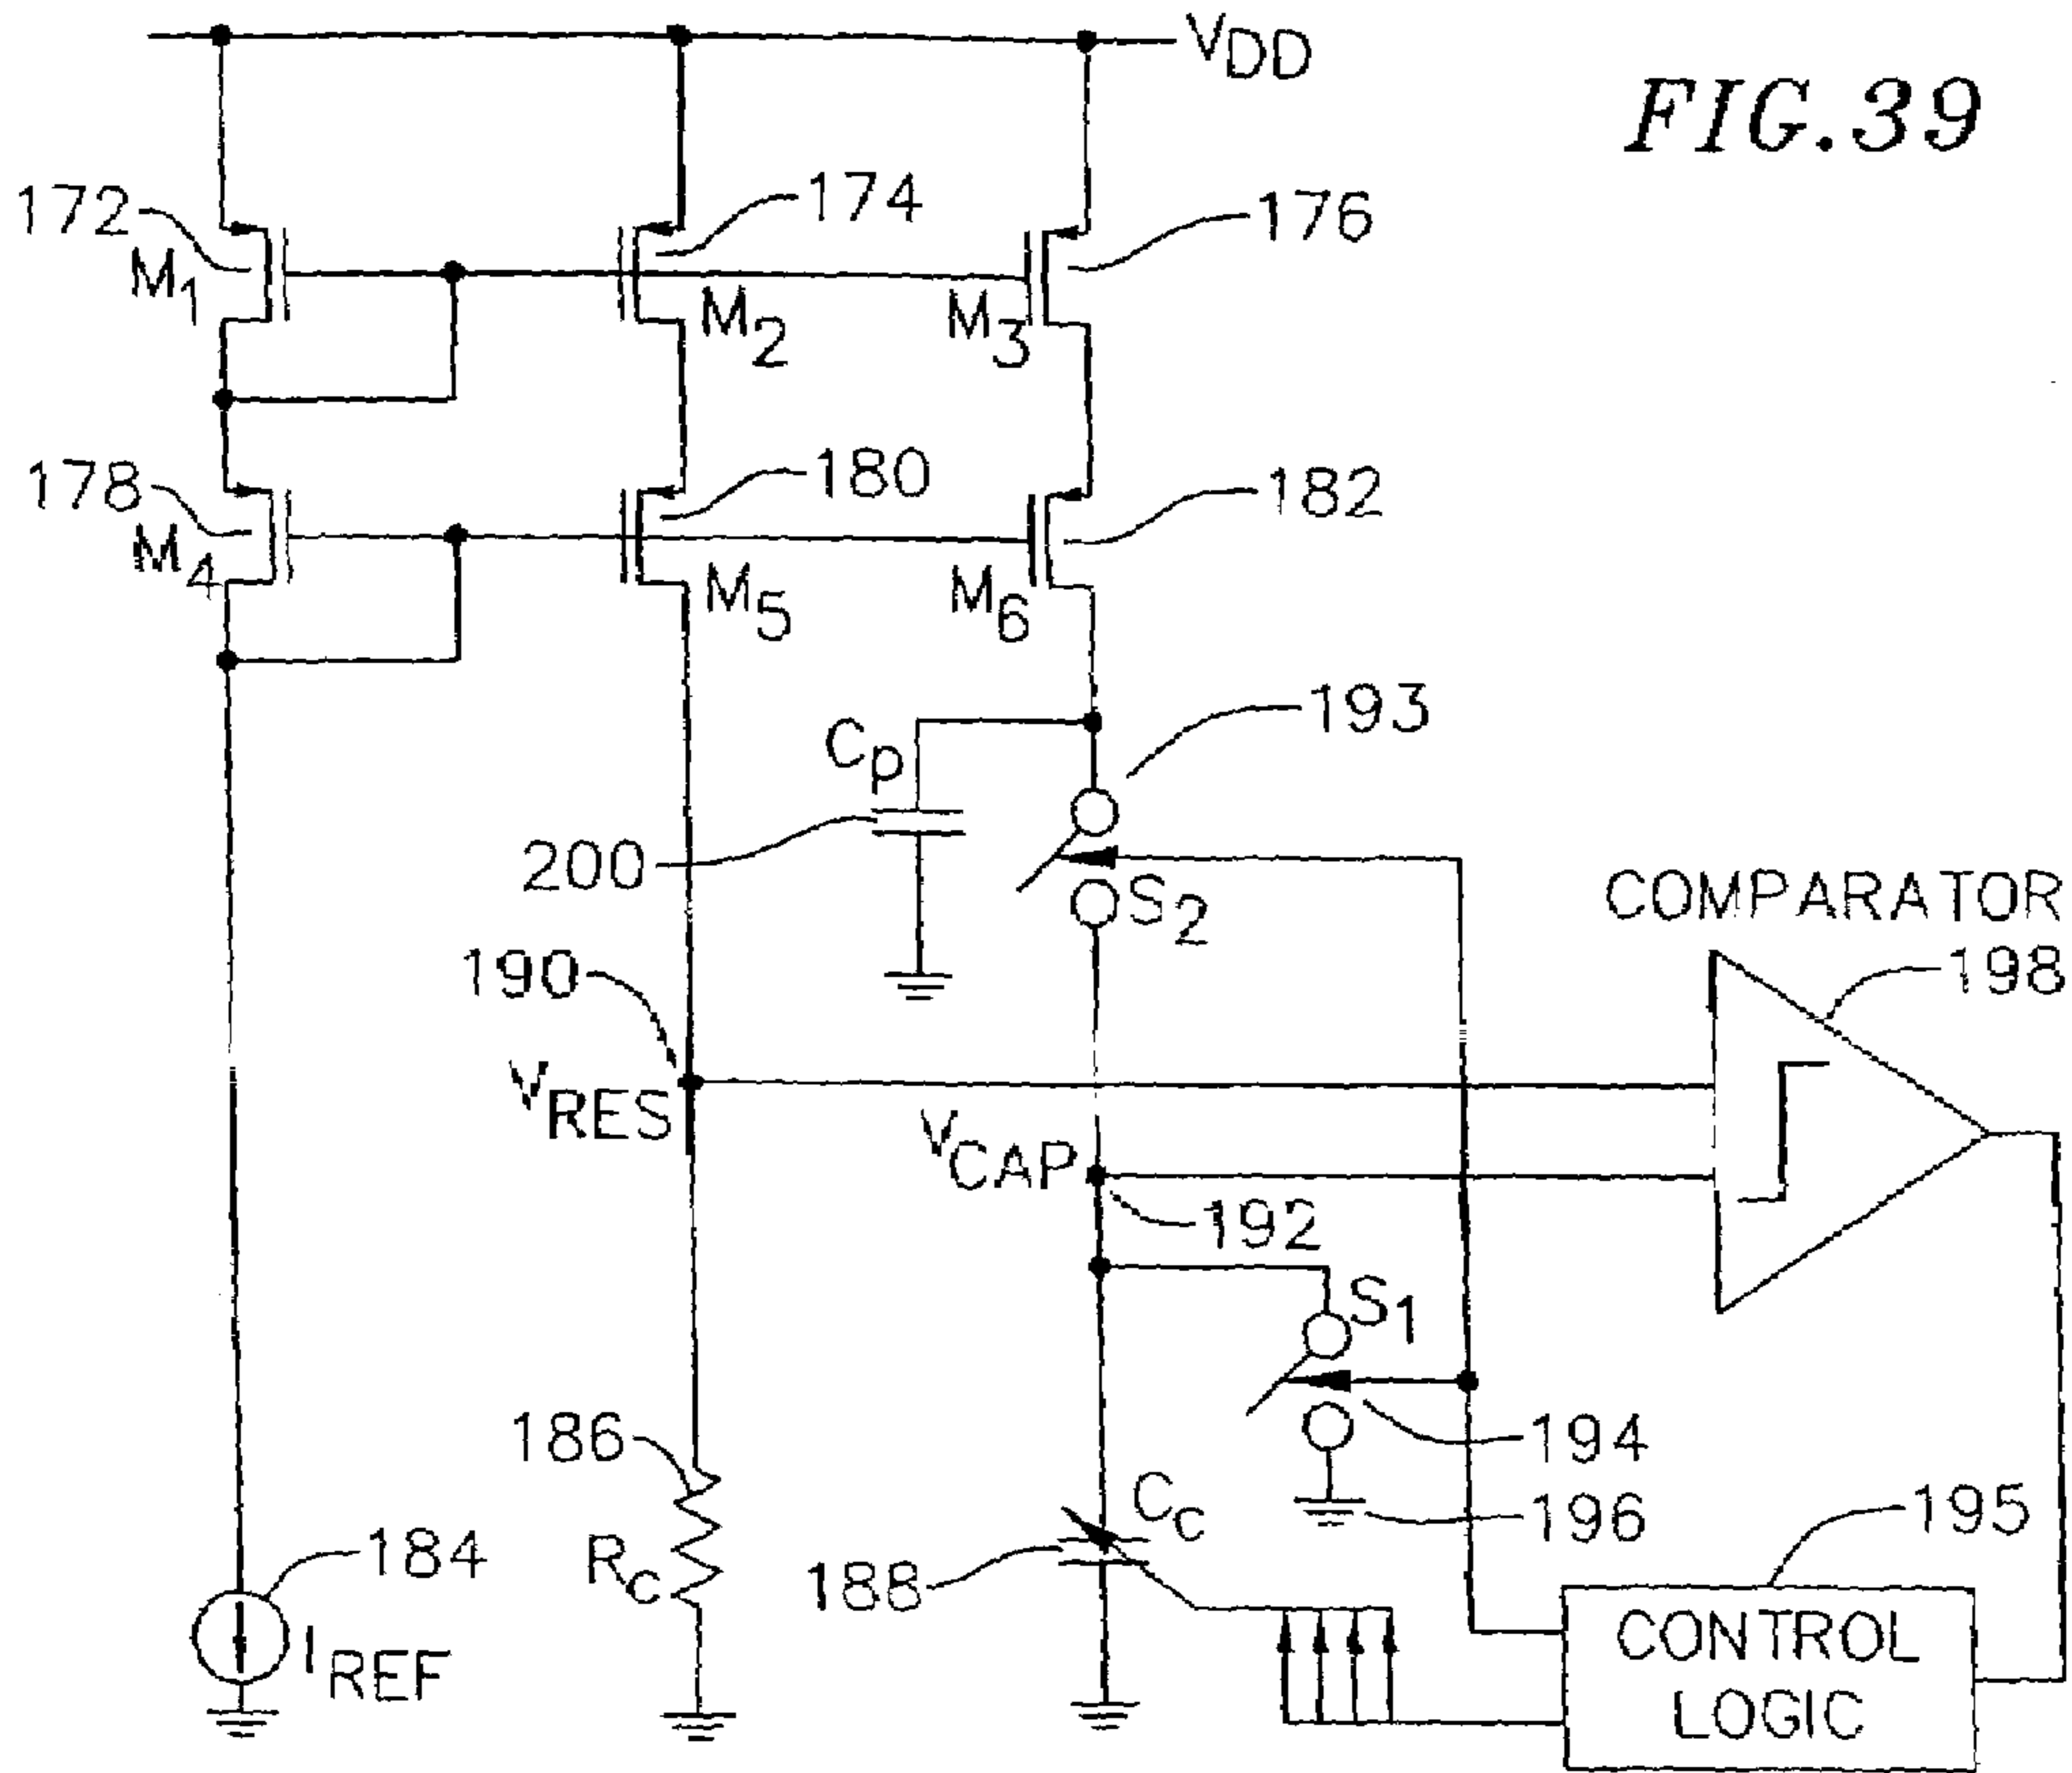 VDD
FIG.39
172
174
176
M1
M2
M3
178
180
182
M4
M5
M6
193
CP
200
S2
COMPARATOR
198
190
VRES
VCAP
192
S1
194
186
CC
196
195
184
RC
188
IREF
CONTROL
LOGIC